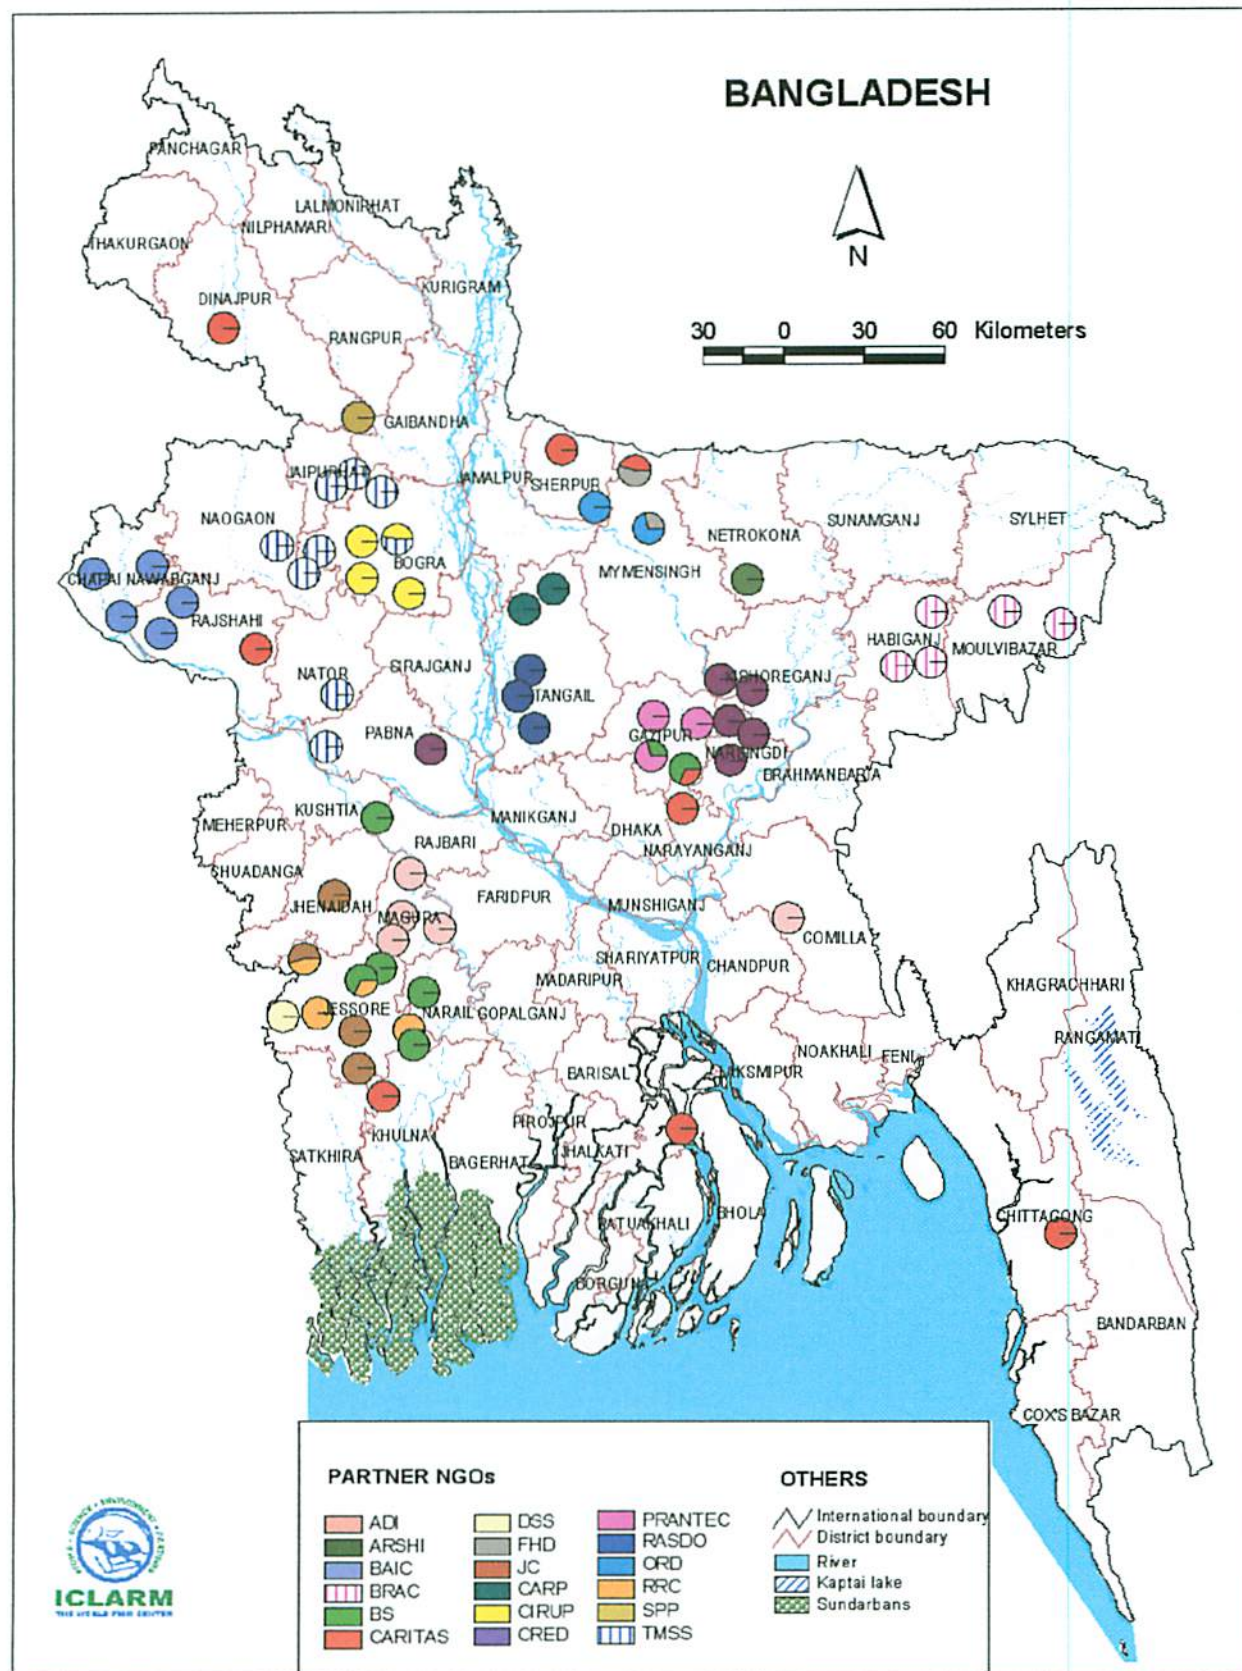 BANGLADESH
N
30 0 30 60 Kilometers
PANCHAGAR
THAKURGAON
NILPHAMARI
LALMONIRHAT
KURIGRAM
DINAJPUR
RANGPUR
GAIBANDHA
JAIPURHAT
JAMALPUR
SHERPUR
NAOGAON
BOGRA
NETROKONA
SUNAMGANJ
SYLHET
MYMENSINGH
CHAPAI NAWABGANJ
RAJSHAHI
HABIGANJ
MOULVIBAZAR
NATOR
SIRAJGANJ
TANGAIL
KISHOREGANJ
PABNA
GAZIPUR
NARSINGDI
BRAHMANBARIA
KUSHTIA
MEHERPUR
MANIKGANJ
DHAKA
RAJBARI
NARAYANGANJ
CHUADANGA
JHENAIDAH
MAGURA
FARIDPUR
MUNSHIGANJ
COMILLA
SHARIYATPUR
CHANDPUR
MADARIPUR
KHAGRACHHARI
JESSORE
NARAIL
GOPALGANJ
RANGAMATI
BARISAL
LAKSMIPUR
NOAKHALI
FENI
PIROJPUR
KHULNA
JHALKATI
SATKHIRA
BAGERHAT
PATUAKHALI
BHOLA
CHITTAGONG
BORGUNA
BANDARBAN
COX'S BAZAR
PARTNER NGOs
ADI
ARSHI
BAIC
BRAC
BS
CARITAS
DSS
FHD
JC
CARP
CIRUP
CRED
PRANTEC
RASDO
ORD
RRC
SPP
TMSS
OTHERS
International boundary
District boundary
River
Kaptai lake
Sundarbans
ICLARM
THE WORLD FISH CENTER